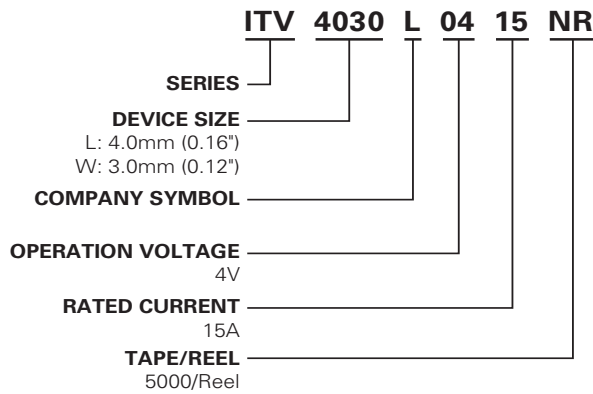 ITV 4030 L 04 15 NR
SERIES
DEVICE SIZE
L: 4.0mm (0.16")
W: 3.0mm (0.12")
COMPANY SYMBOL
OPERATION VOLTAGE
4V
RATED CURRENT
15A
TAPE/REEL
5000/Reel